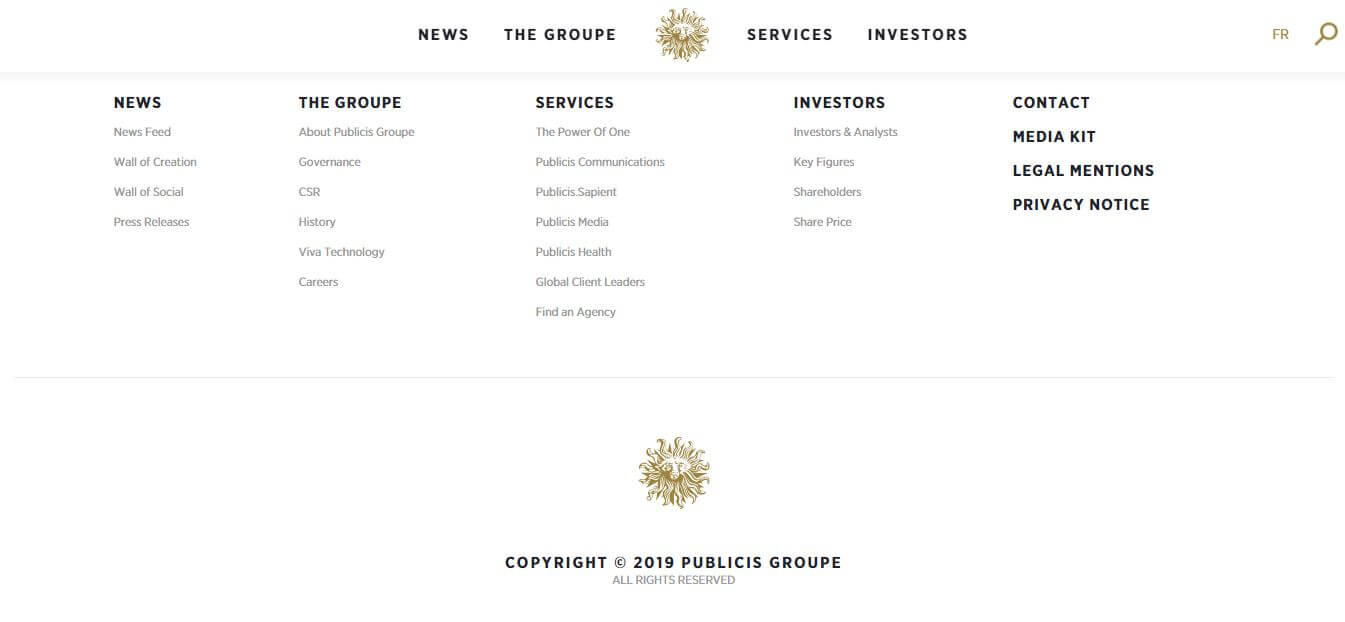 NEWS
THE GROUPE
SERVICES
INVESTORS
FR
NEWS
News Feed
Wall of Creation
Wall of Social
Press Releases
THE GROUPE
About Publicis Groupe
Governance
CSR
History
Viva Technology
Careers
SERVICES
The Power Of One
Publicis Communications
Publicis.Sapient
Publicis Media
Publicis Health
Global Client Leaders
Find an Agency
INVESTORS
Investors & Analysts
Key Figures
Shareholders
Share Price
CONTACT
MEDIA KIT
LEGAL MENTIONS
PRIVACY NOTICE
COPYRIGHT © 2019 PUBLICIS GROUPE
ALL RIGHTS RESERVED